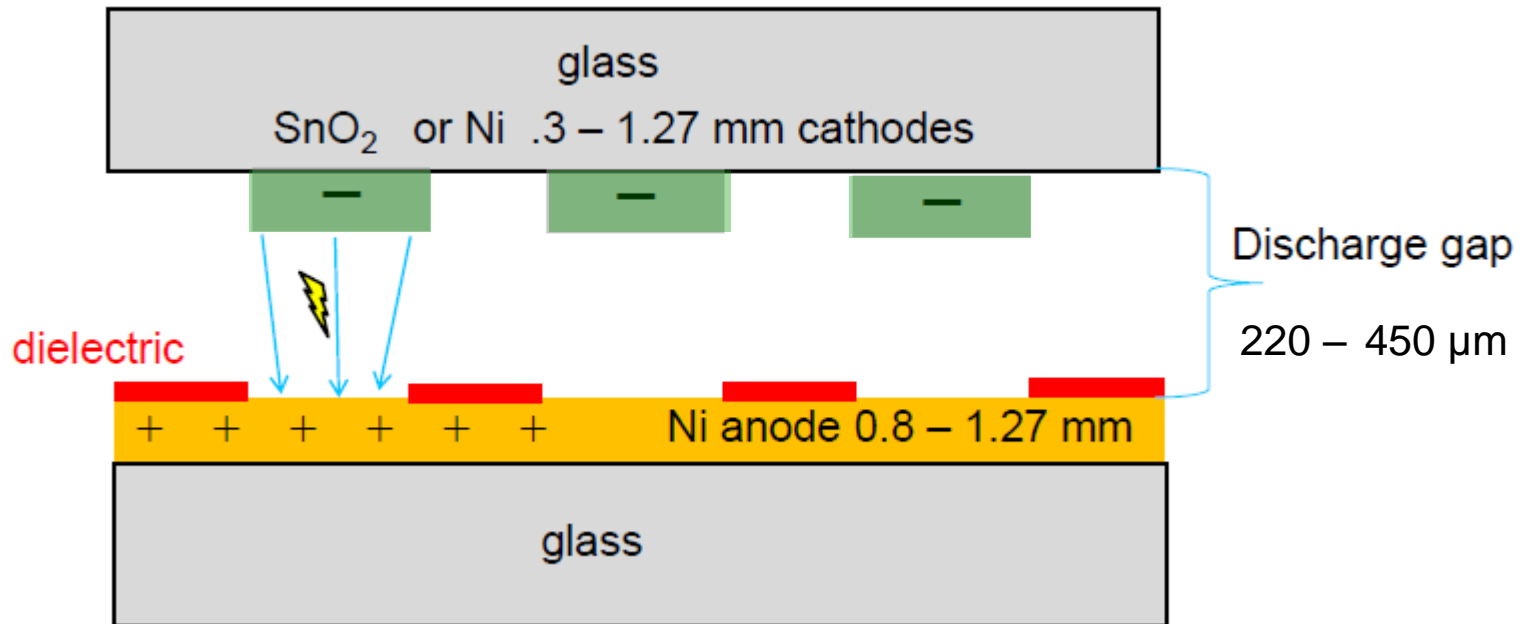 glass
SnO₂ or Ni .3 – 1.27 mm cathodes
– – –
Discharge gap
220 – 450 µm
dielectric
+ + + + + + Ni anode 0.8 – 1.27 mm
glass